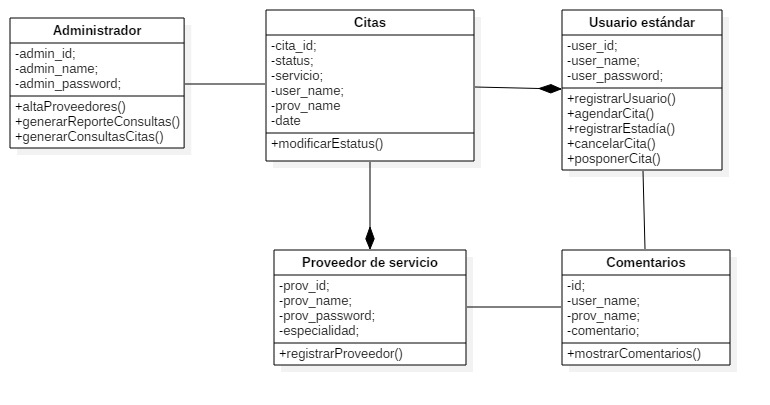 Administrador
-admin_id;
-admin_name;
-admin_password;
+altaProveedores()
+generarReporteConsultas()
+generarConsultasCitas()
Citas
-cita_id;
-status;
-servicio;
-user_name;
-prov_name
-date
+modificarEstatus()
Usuario estándar
-user_id;
-user_name;
-user_password;
+registrarUsuario()
+agendarCita()
+registrarEstadía()
+cancelarCita()
+posponerCita()
Proveedor de servicio
-prov_id;
-prov_name;
-prov_password;
-especialidad;
+registrarProveedor()
Comentarios
-id;
-user_name;
-prov_name;
-comentario;
+mostrarComentarios()